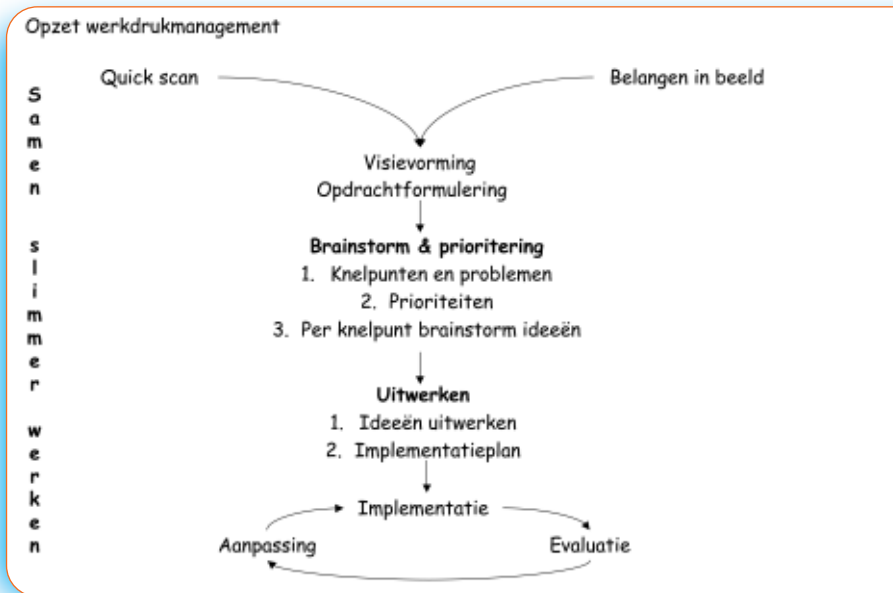 Opzet werkdrukmanagement
Quick scan
Belangen in beeld
Samen slimmer werken
Visievorming
Opdrachtformulering
Brainstorm & prioritering
1. Knelpunten en problemen
2. Prioriteiten
3. Per knelpunt brainstorm ideeën
Uitwerken
1. Ideeën uitwerken
2. Implementatieplan
Implementatie
Aanpassing
Evaluatie